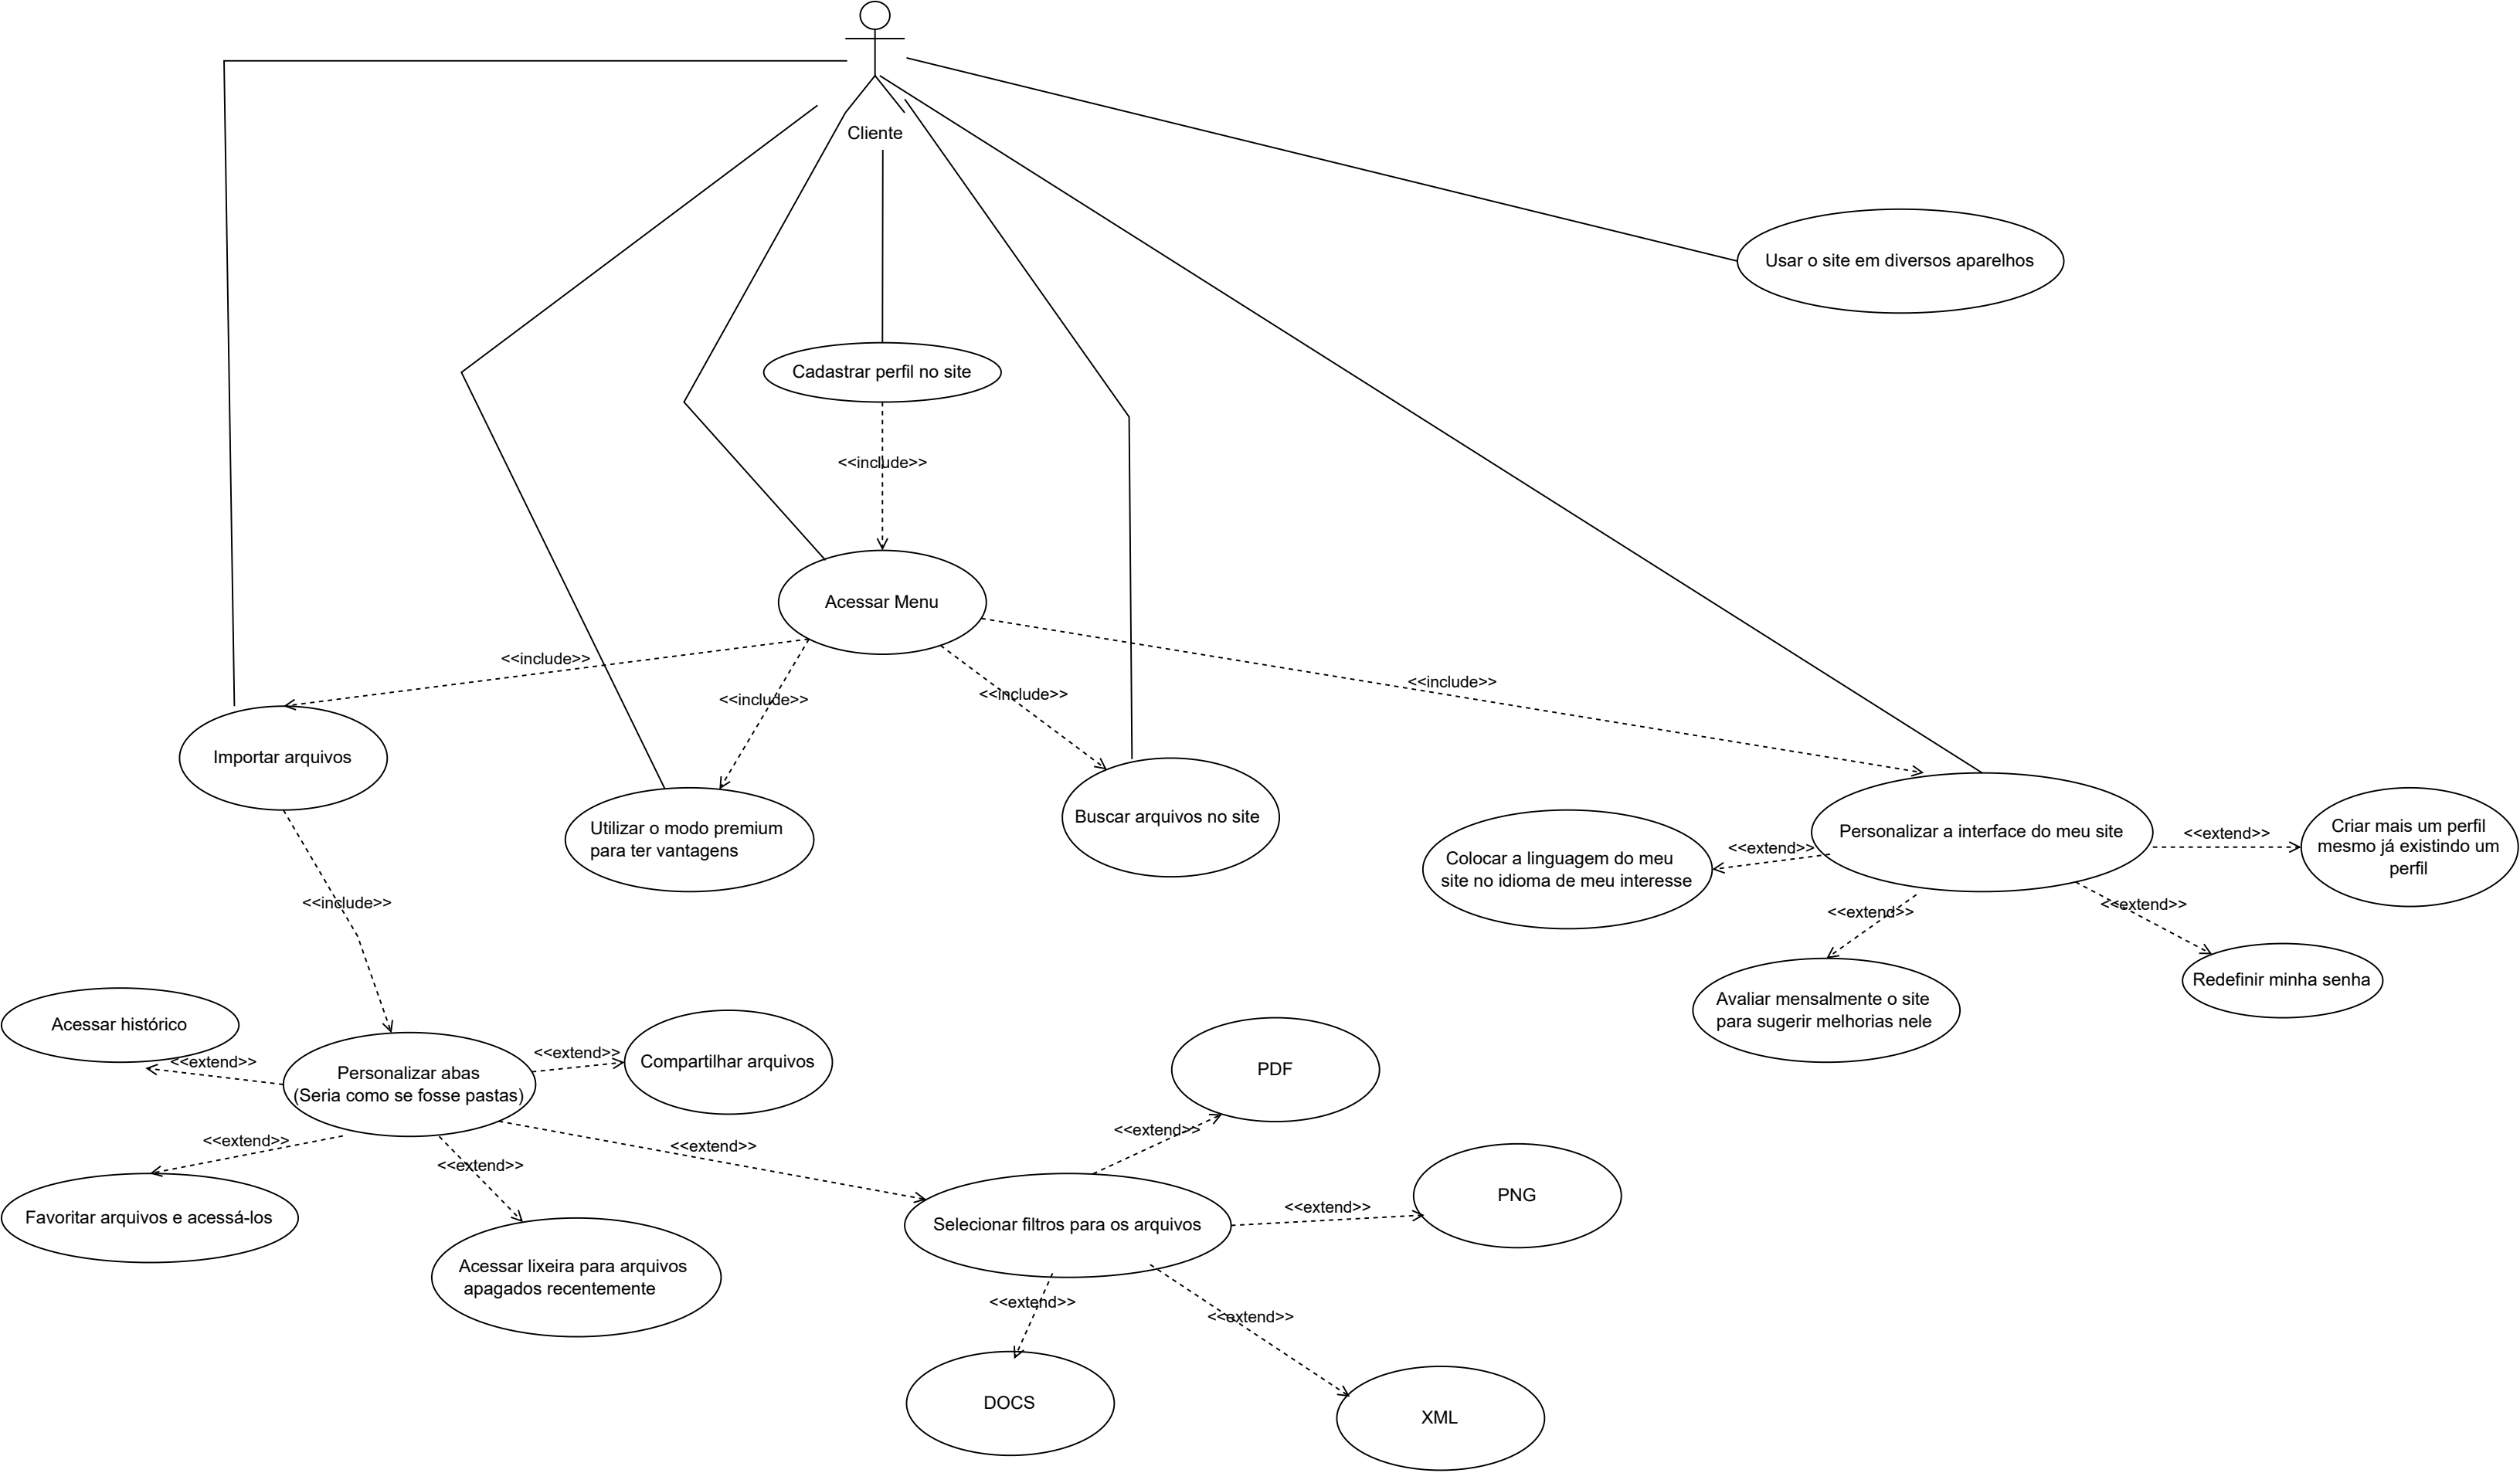 Cliente
Usar o site em diversos aparelhos
Cadastrar perfil no site
<<include>>
Acessar Menu
<<include>>
<<include>>
<<include>>
<<include>>
Importar arquivos
Utilizar o modo premium
para ter vantagens
Buscar arquivos no site
Personalizar a interface do meu site
<<extend>>
Criar mais um perfil
mesmo já existindo um
perfil
<<extend>>
Colocar a linguagem do meu
site no idioma de meu interesse
<<extend>>
<<extend>>
Avaliar mensalmente o site
para sugerir melhorias nele
Redefinir minha senha
<<include>>
Acessar histórico
<<extend>>
Personalizar abas
(Seria como se fosse pastas)
<<extend>>
Compartilhar arquivos
<<extend>>
Favoritar arquivos e acessá-los
<<extend>>
Acessar lixeira para arquivos
apagados recentemente
<<extend>>
Selecionar filtros para os arquivos
<<extend>>
PDF
<<extend>>
PNG
<<extend>>
DOCS
<<extend>>
XML